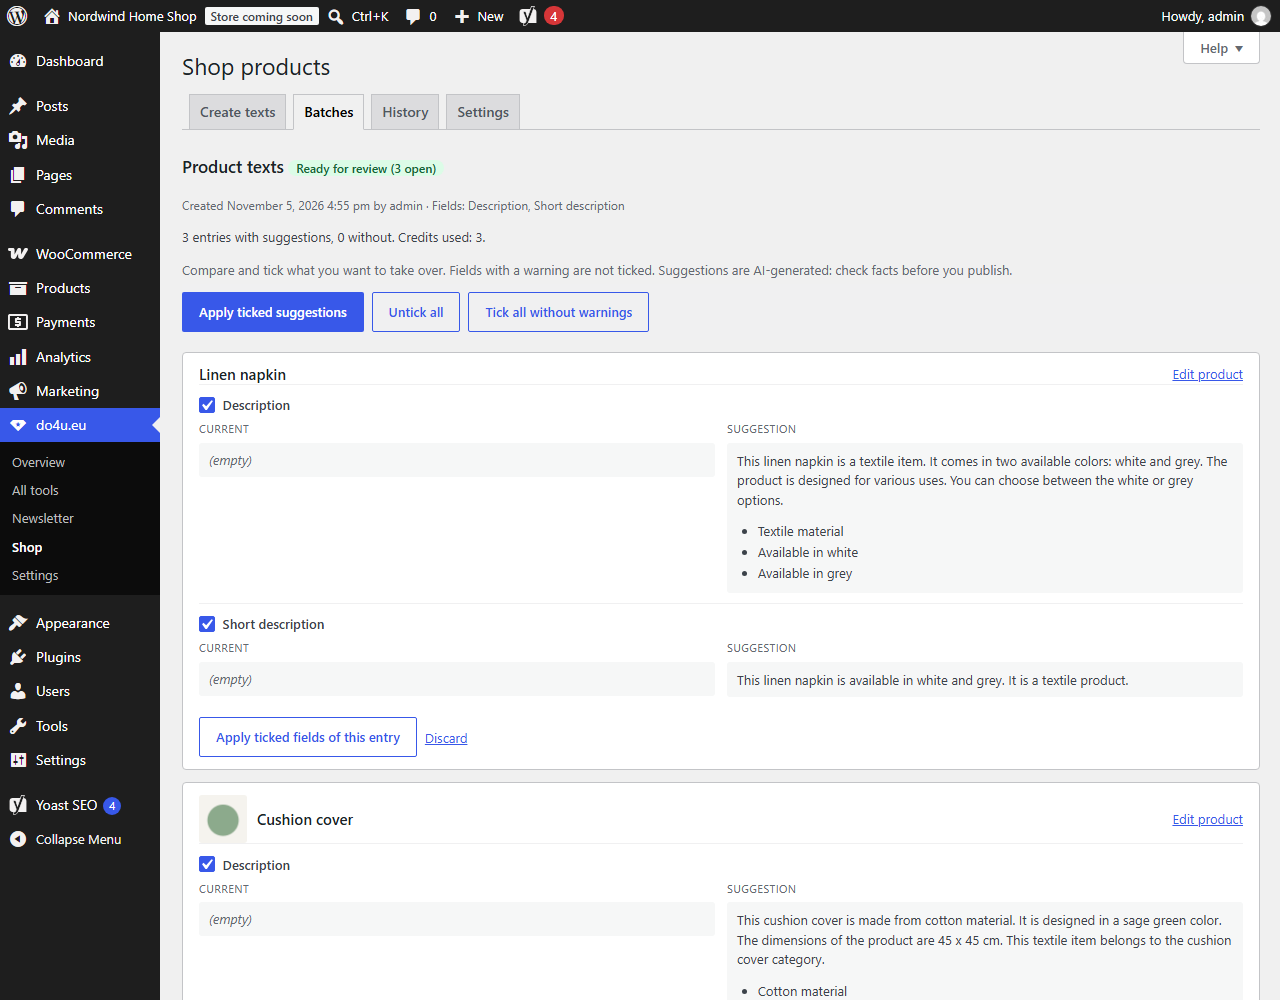 Nordwind Home Shop Store coming soon Ctrl+K 0 New 4 Howdy, admin
Help
Dashboard
Posts
Media
Pages
Comments
WooCommerce
Products
Payments
Analytics
Marketing
do4u.eu
Overview
All tools
Newsletter
Shop
Settings
Appearance
Plugins
Users
Tools
Settings
Yoast SEO 4
Collapse Menu
Shop products
Create texts Batches History Settings
Product texts Ready for review (3 open)
Created November 5, 2026 4:55 pm by admin · Fields: Description, Short description
3 entries with suggestions, 0 without. Credits used: 3.
Compare and tick what you want to take over. Fields with a warning are not ticked. Suggestions are AI-generated: check facts before you publish.
Apply ticked suggestions Untick all Tick all without warnings
Linen napkin Edit product
Description
CURRENT SUGGESTION
(empty)
This linen napkin is a textile item. It comes in two available colors: white and grey. The
product is designed for various uses. You can choose between the white or grey
options.
• Textile material
• Available in white
• Available in grey
Short description
CURRENT SUGGESTION
(empty) This linen napkin is available in white and grey. It is a textile product.
Apply ticked fields of this entry Discard
Cushion cover Edit product
Description
CURRENT SUGGESTION
(empty)
This cushion cover is made from cotton material. It is designed in a sage green color.
The dimensions of the product are 45 x 45 cm. This textile item belongs to the cushion
cover category.
• Cotton material